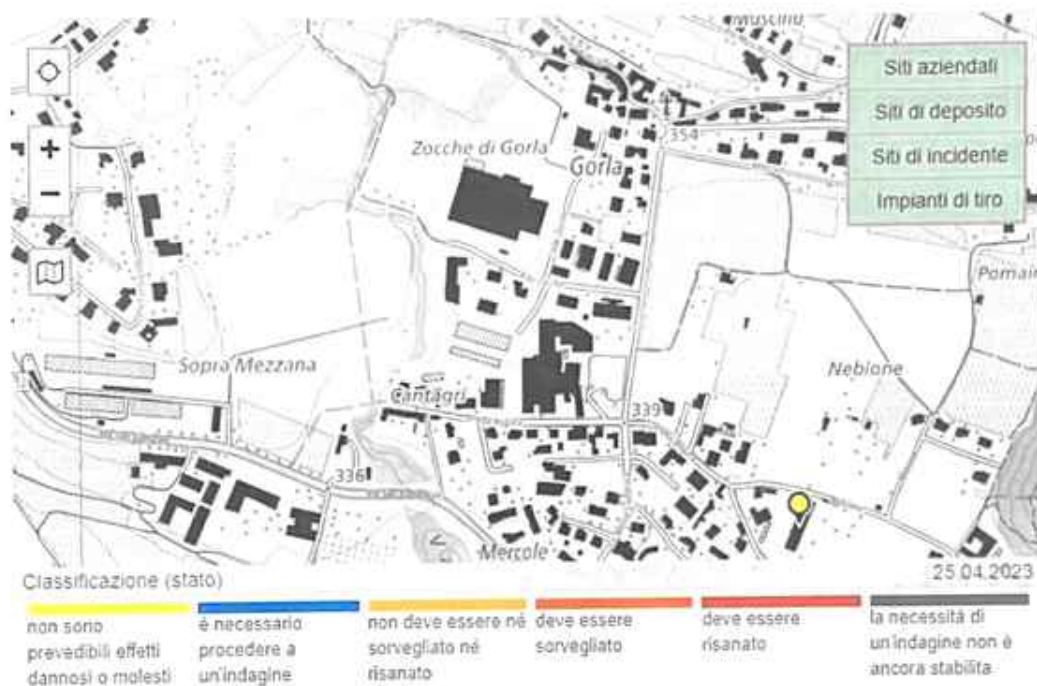 Muscino
Siti aziendali
Siti di deposito
Siti di incidente
Impianti di tiro
354
Zocche di Gorla
Gorla
+
−
Sopra Mezzana
Nebione
Cantagri
339
336
Mercole
25.04.2023
Classificazione (stato)
non sono
prevedibili effetti
dannosi o molesti
è necessario
procedere a
un'indagine
non deve essere né
sorvegliato né
risanato
deve essere
sorvegliato
deve essere
risanato
la necessità di
un'indagine non è
ancora stabilita